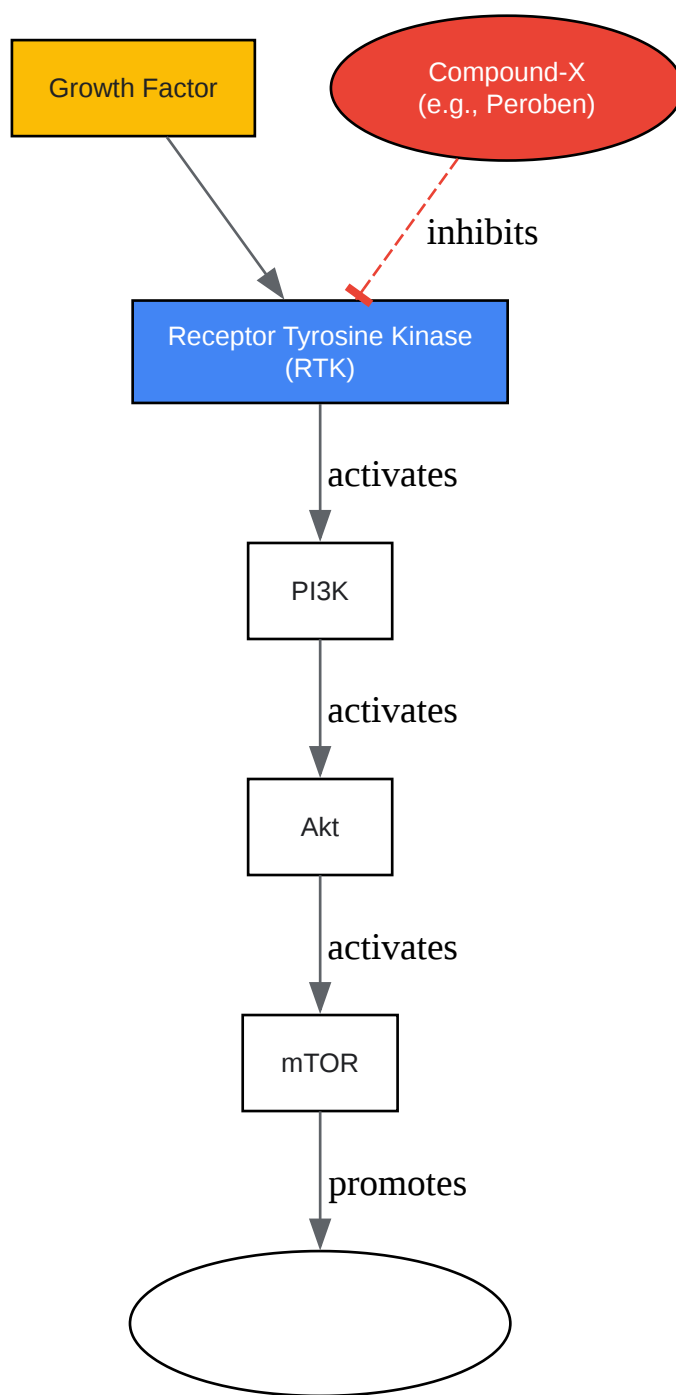 Growth Factor
Compound-X
(e.g., Peroben)
inhibits
Receptor Tyrosine Kinase
(RTK)
activates
PI3K
activates
Akt
activates
mTOR
promotes